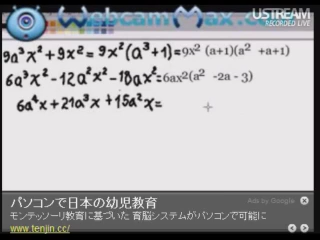 WebcamMax.com
USTREAM
RECORDED LIVE
9a³x²+9x²=9x²(a³+1)=9x² (a+1)(a² +a+1)
6a³x²-12a²x²-18ax²=6ax²(a² -2a - 3)
6a⁴x+21a³x+15a²x=
パソコンで日本の幼児教育
Ads by Google
モンテッソーリ教育に基づいた 育脳システムがパソコンで可能に
www.tenjin.cc/